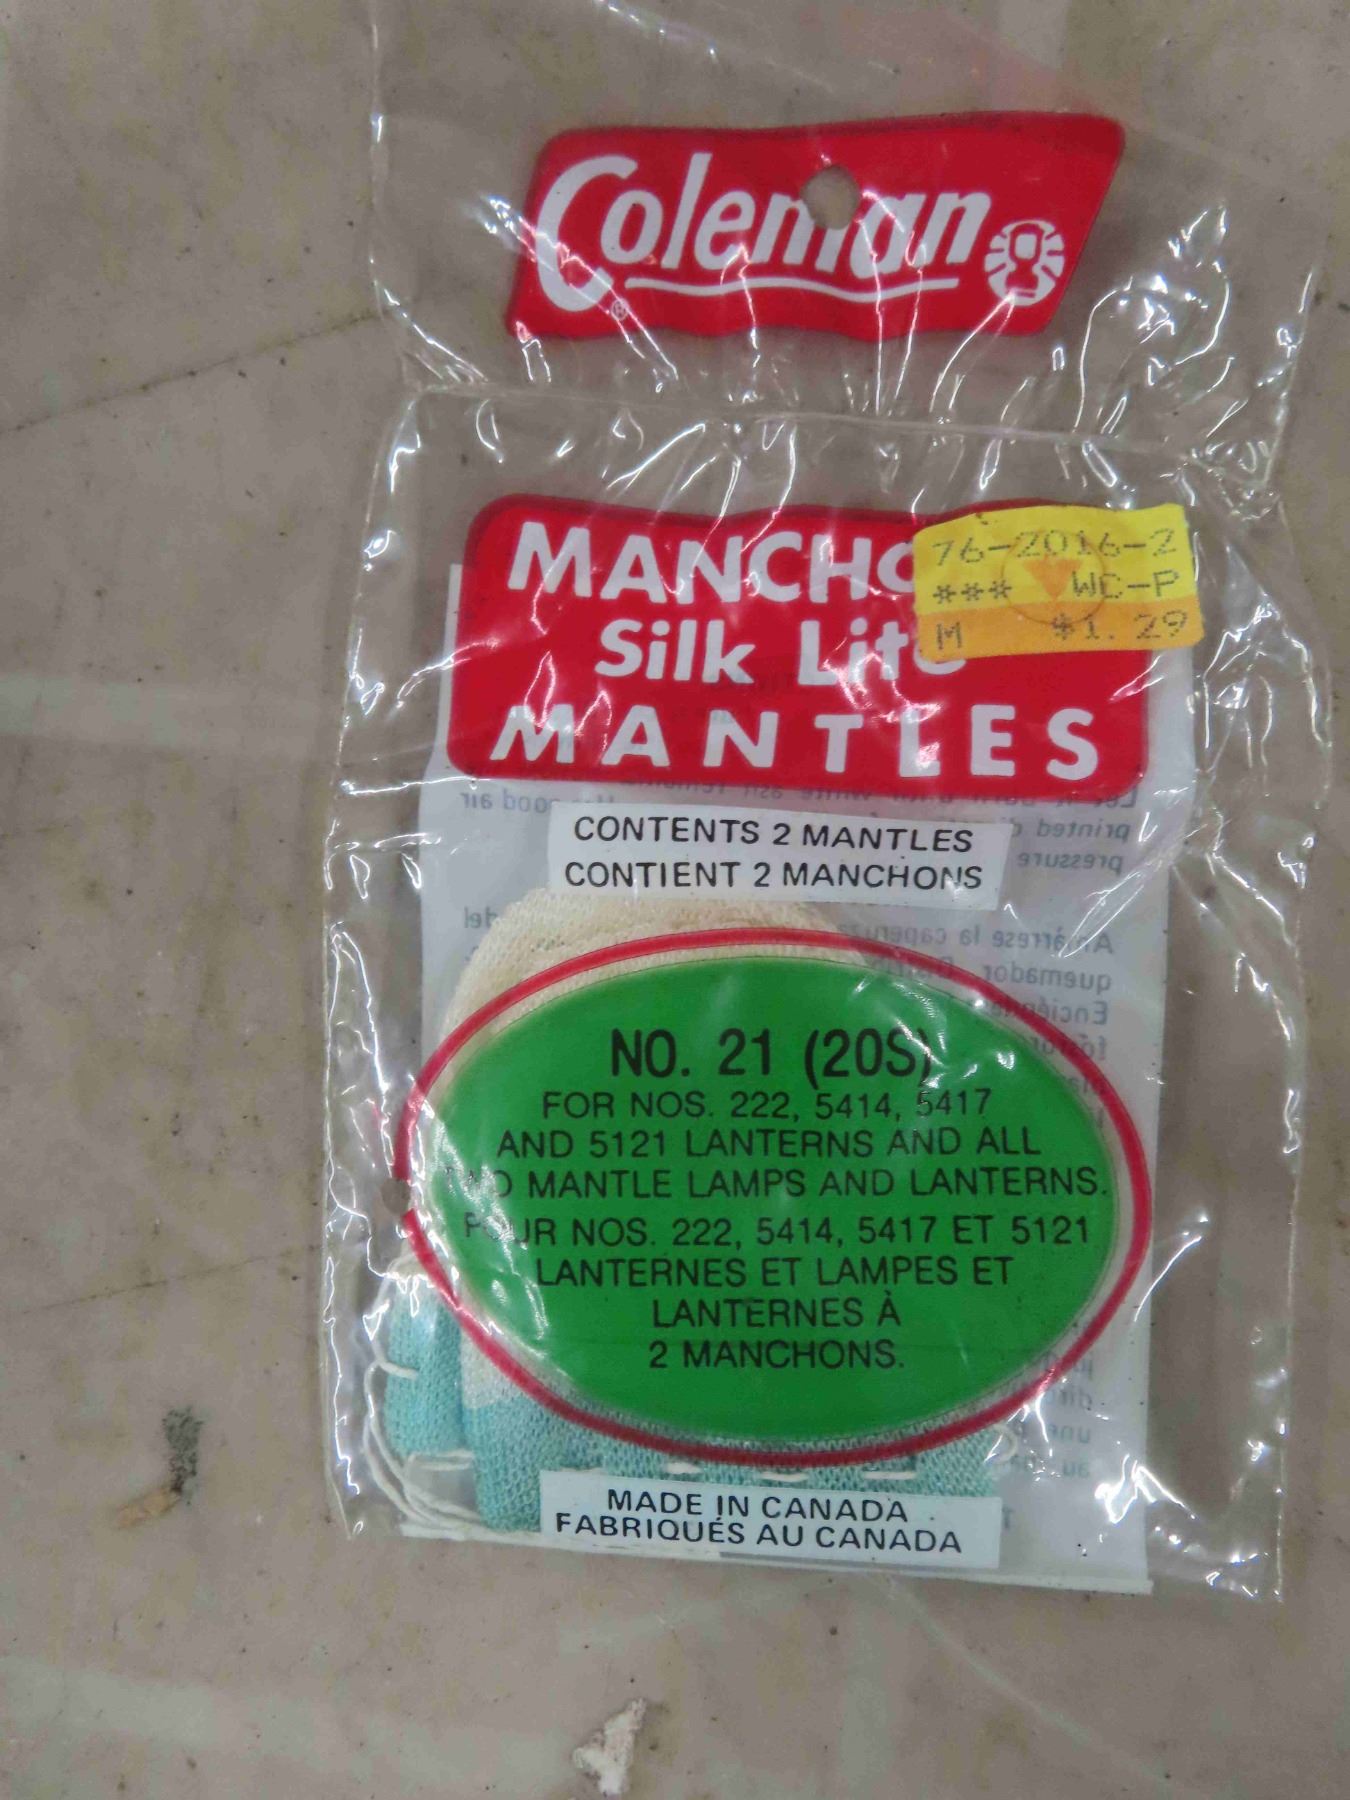 Coleman
®
76-2016-2
*** WC-P
M $1.29
Silk Lite
MANTLES
CONTENTS 2 MANTLES
CONTIENT 2 MANCHONS
NO. 21 (20S)
FOR NOS. 222, 5414, 5417
AND 5121 LANTERNS AND ALL
MANTLE LAMPS AND LANTERNS.
POUR NOS. 222, 5414, 5417 ET 5121
LANTERNES ET LAMPES ET
LANTERNES À
2 MANCHONS.
MADE IN CANADA
FABRIQUÉS AU CANADA